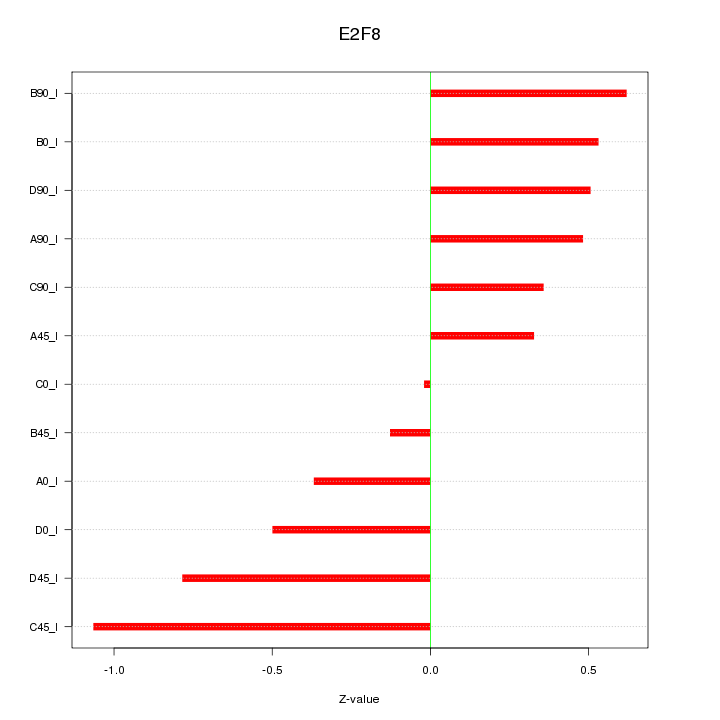 E2F8
B90_I
B0_I
D90_I
A90_I
C90_I
A45_I
C0_I
B45_I
A0_I
D0_I
D45_I
C45_I
-1.0 -0.5 0.0 0.5
Z-value